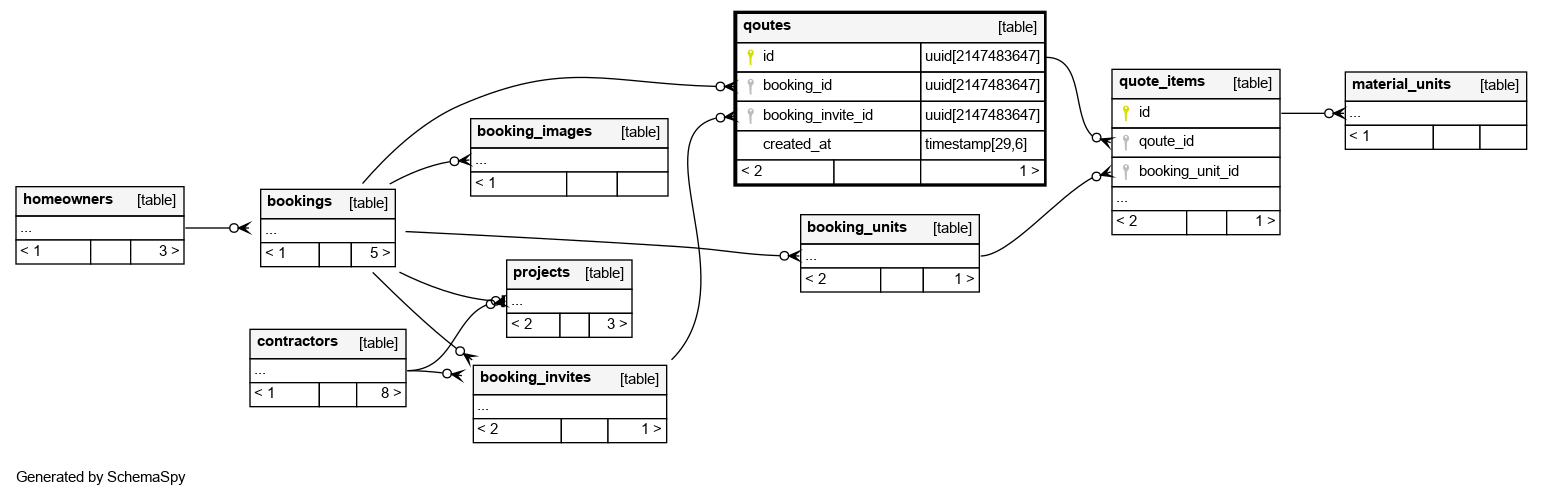 qoutes [table]
id uuid[2147483647]
booking_id uuid[2147483647]
booking_invite_id uuid[2147483647]
created_at timestamp[29,6]
< 2 1 >
quote_items [table]
id
qoute_id
booking_unit_id
...
< 2 1 >
material_units [table]
...
< 1
booking_images [table]
...
< 1
homeowners [table]
...
< 1 3 >
bookings [table]
...
< 1 5 >
booking_units [table]
...
< 2 1 >
projects [table]
...
< 2 3 >
contractors [table]
...
< 1 8 >
booking_invites [table]
...
< 2 1 >
Generated by SchemaSpy